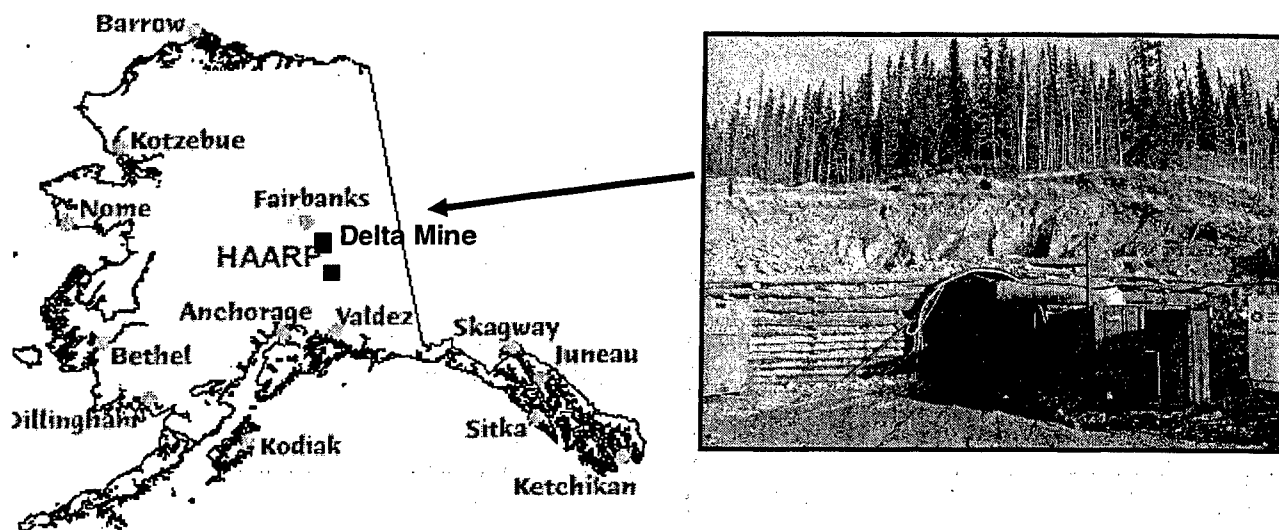 Barrow
Kotzebue
Nome
Fairbanks
Delta Mine
HAARP
Anchorage
Valdez
Skagway
Juneau
Bethel
Dillingham
Sitka
Kodiak
Ketchikan